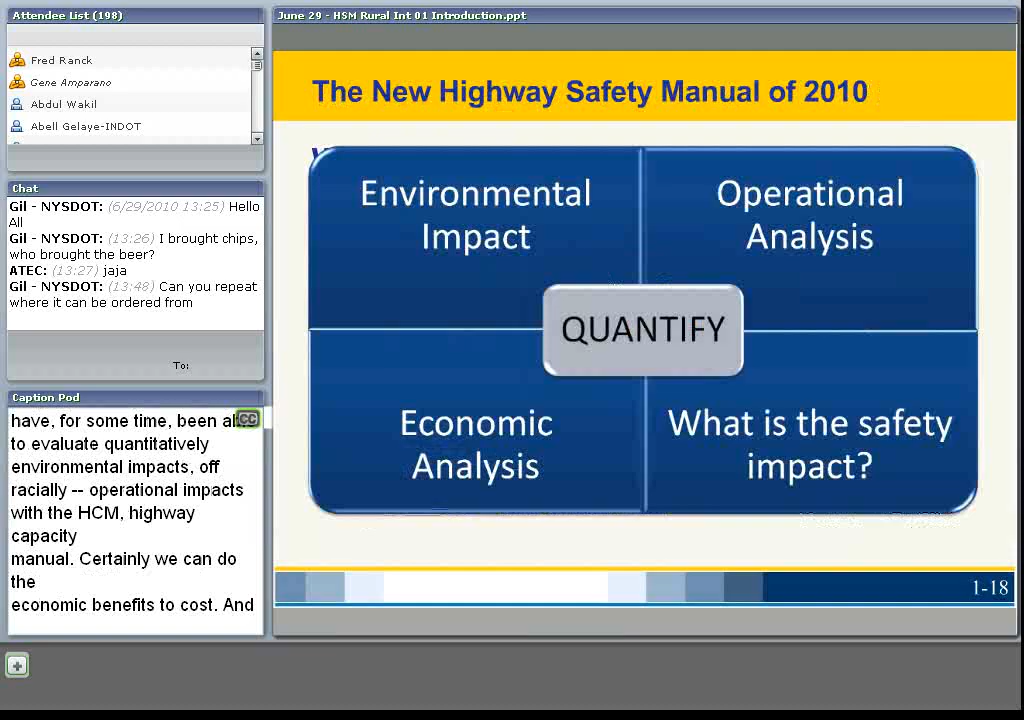 Attendee List (198)
Fred Ranck
Gene Amparano
Abdul Wakil
Abell Gelaye-INDOT
Chat
Gil - NYSDOT: (6/29/2010 13:25) Hello
All
Gil - NYSDOT: (13:26) I brought chips,
who brought the beer?
ATEC: (13:27) jaja
Gil - NYSDOT: (13:48) Can you repeat
where it can be ordered from
To:
Caption Pod
have, for some time, been
CC
to evaluate quantitatively
environmental impacts, off
racially -- operational impacts
with the HCM, highway
capacity
manual. Certainly we can do
the
economic benefits to cost. And
June 29 - HSM Rural Int 01 Introduction.ppt
The New Highway Safety Manual of 2010
Environmental
Impact
Operational
Analysis
QUANTIFY
Economic
Analysis
What is the safety
impact?
1-18